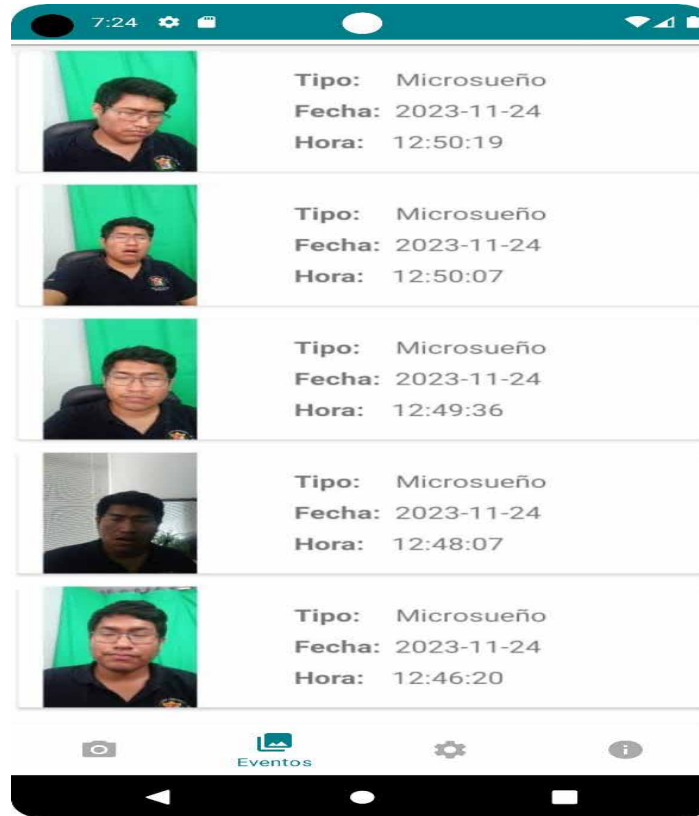 7:24
Tipo: Microsueño
Fecha: 2023-11-24
Hora: 12:50:19
Tipo: Microsueño
Fecha: 2023-11-24
Hora: 12:50:07
Tipo: Microsueño
Fecha: 2023-11-24
Hora: 12:49:36
Tipo: Microsueño
Fecha: 2023-11-24
Hora: 12:48:07
Tipo: Microsueño
Fecha: 2023-11-24
Hora: 12:46:20
Eventos